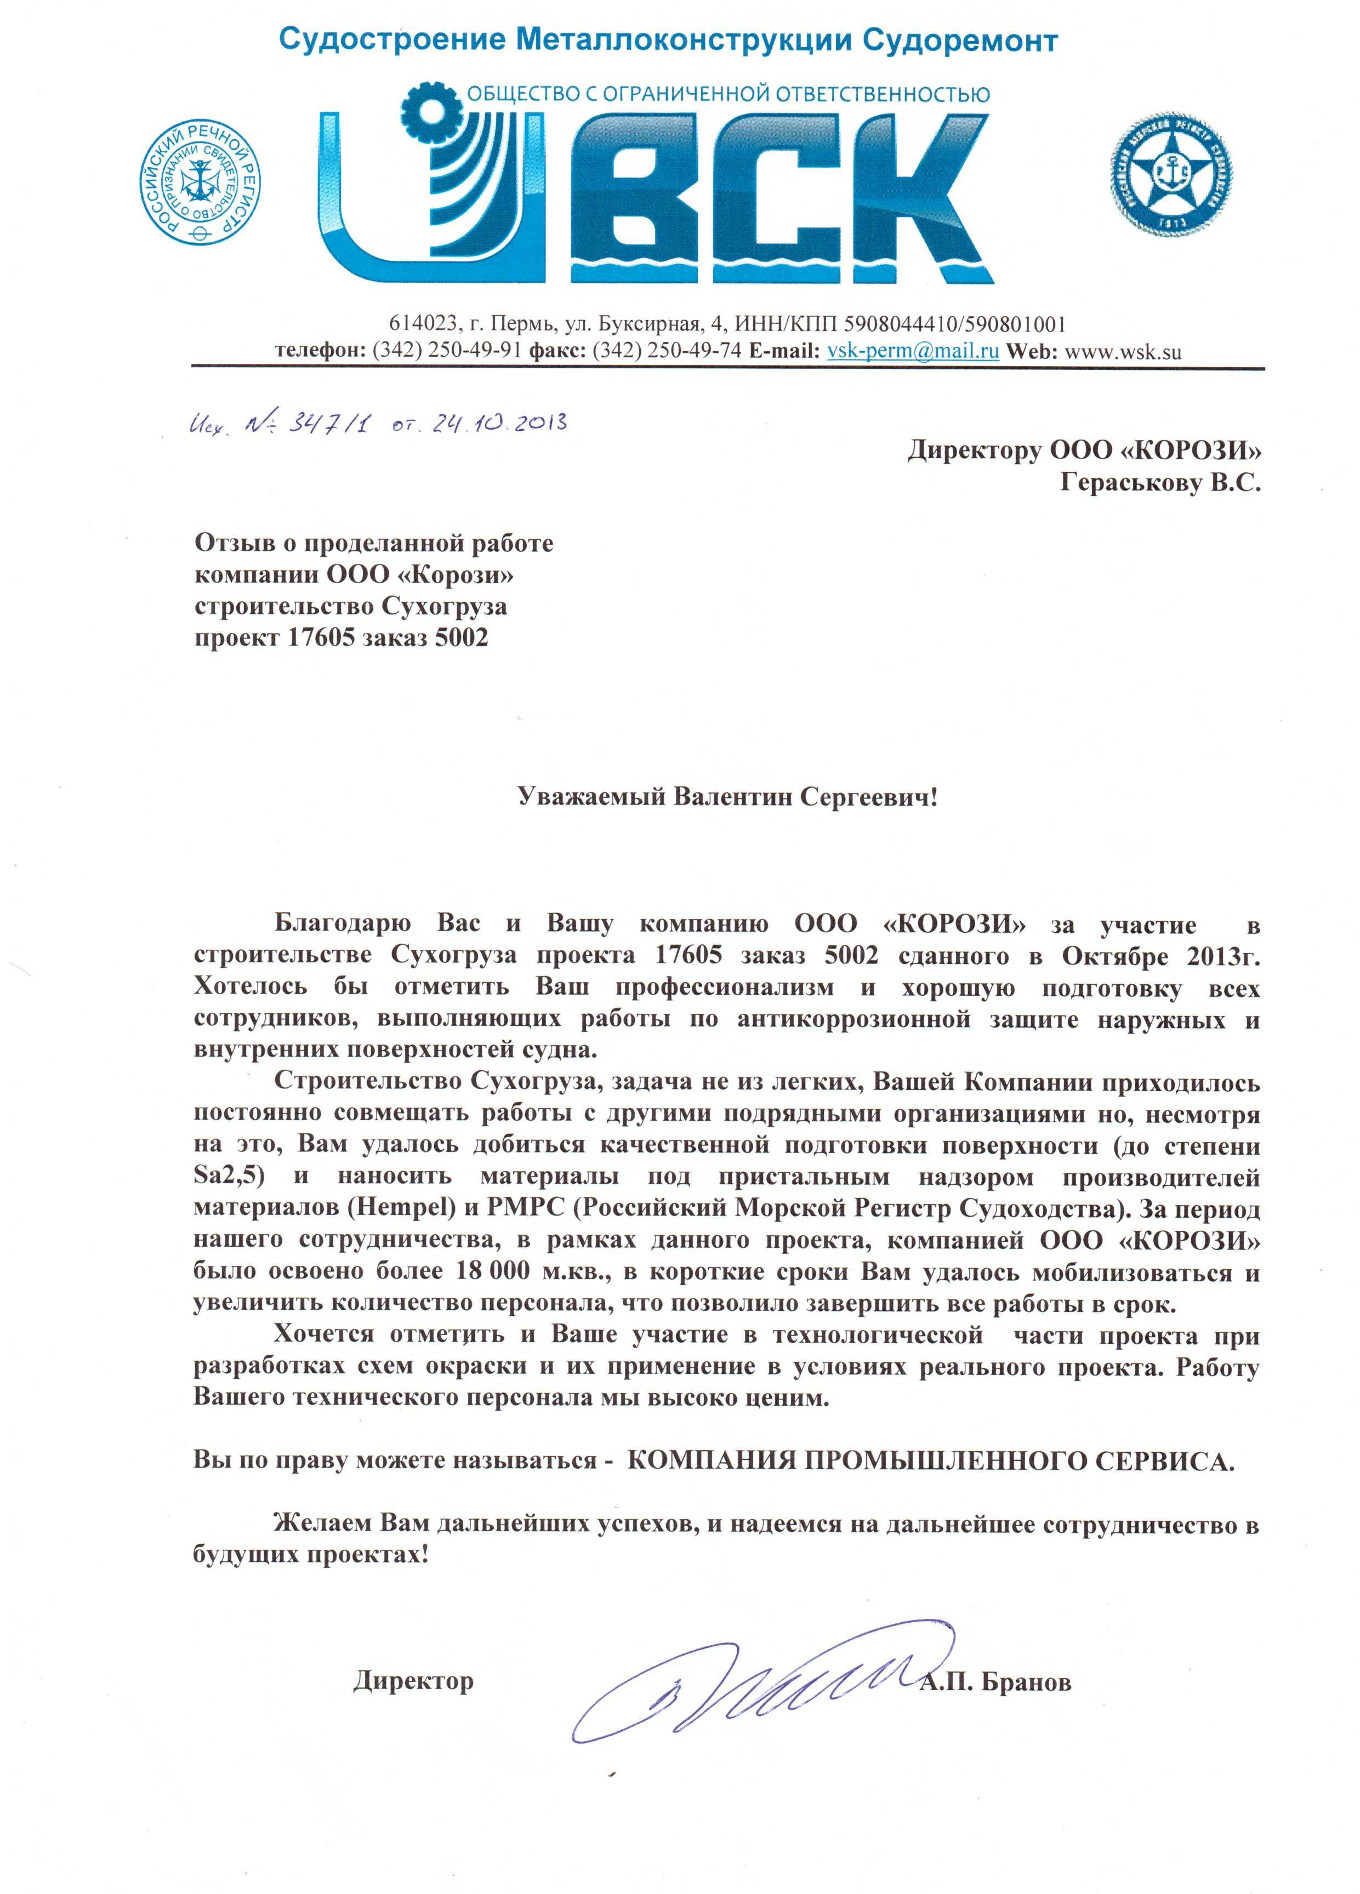 Судостроение Металлоконструкции Судоремонт
ОБЩЕСТВО С ОГРАНИЧЕННОЙ ОТВЕТСТВЕННОСТЬЮ
ВСК
РОССИЙСКИЙ РЕЧНОЙ РЕГИСТР
СВИДЕТЕЛЬСТВО О ПРИЗНАНИИ
Р С
1913
614023, г. Пермь, ул. Буксирная, 4, ИНН/КПП 5908044410/590801001
телефон: (342) 250-49-91 факс: (342) 250-49-74 E-mail: vsk-perm@mail.ru Web: www.wsk.su
Исх. № 347/1 от. 24.10.2013
Директору ООО «КОРОЗИ»
Гераськову В.С.
Отзыв о проделанной работе
компании ООО «Корози»
строительство Сухогруза
проект 17605 заказ 5002
Уважаемый Валентин Сергеевич!
Благодарю Вас и Вашу компанию ООО «КОРОЗИ» за участие в
строительстве Сухогруза проекта 17605 заказ 5002 сданного в Октябре 2013г.
Хотелось бы отметить Ваш профессионализм и хорошую подготовку всех
сотрудников, выполняющих работы по антикоррозионной защите наружных и
внутренних поверхностей судна.
Строительство Сухогруза, задача не из легких, Вашей Компании приходилось
постоянно совмещать работы с другими подрядными организациями но, несмотря
на это, Вам удалось добиться качественной подготовки поверхности (до степени
Sa2,5) и наносить материалы под пристальным надзором производителей
материалов (Hempel) и РМРС (Российский Морской Регистр Судоходства). За период
нашего сотрудничества, в рамках данного проекта, компанией ООО «КОРОЗИ»
было освоено более 18 000 м.кв., в короткие сроки Вам удалось мобилизоваться и
увеличить количество персонала, что позволило завершить все работы в срок.
Хочется отметить и Ваше участие в технологической части проекта при
разработках схем окраски и их применение в условиях реального проекта. Работу
Вашего технического персонала мы высоко ценим.
Вы по праву можете называться - КОМПАНИЯ ПРОМЫШЛЕННОГО СЕРВИСА.
Желаем Вам дальнейших успехов, и надеемся на дальнейшее сотрудничество в
будущих проектах!
Директор
А.П. Бранов